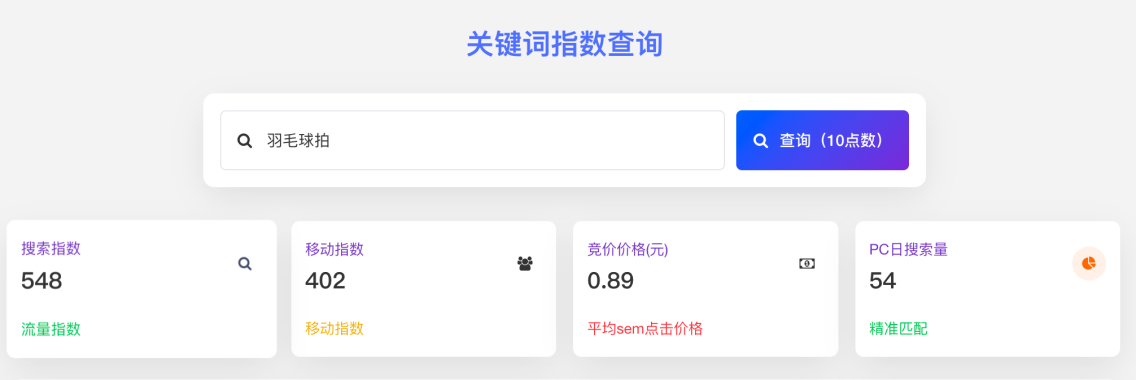 关键词指数查询
羽毛球拍
查询（10点数）
搜索指数
548
流量指数
移动指数
402
移动指数
竞价价格(元)
0.89
平均sem点击价格
PC日搜索量
54
精准匹配